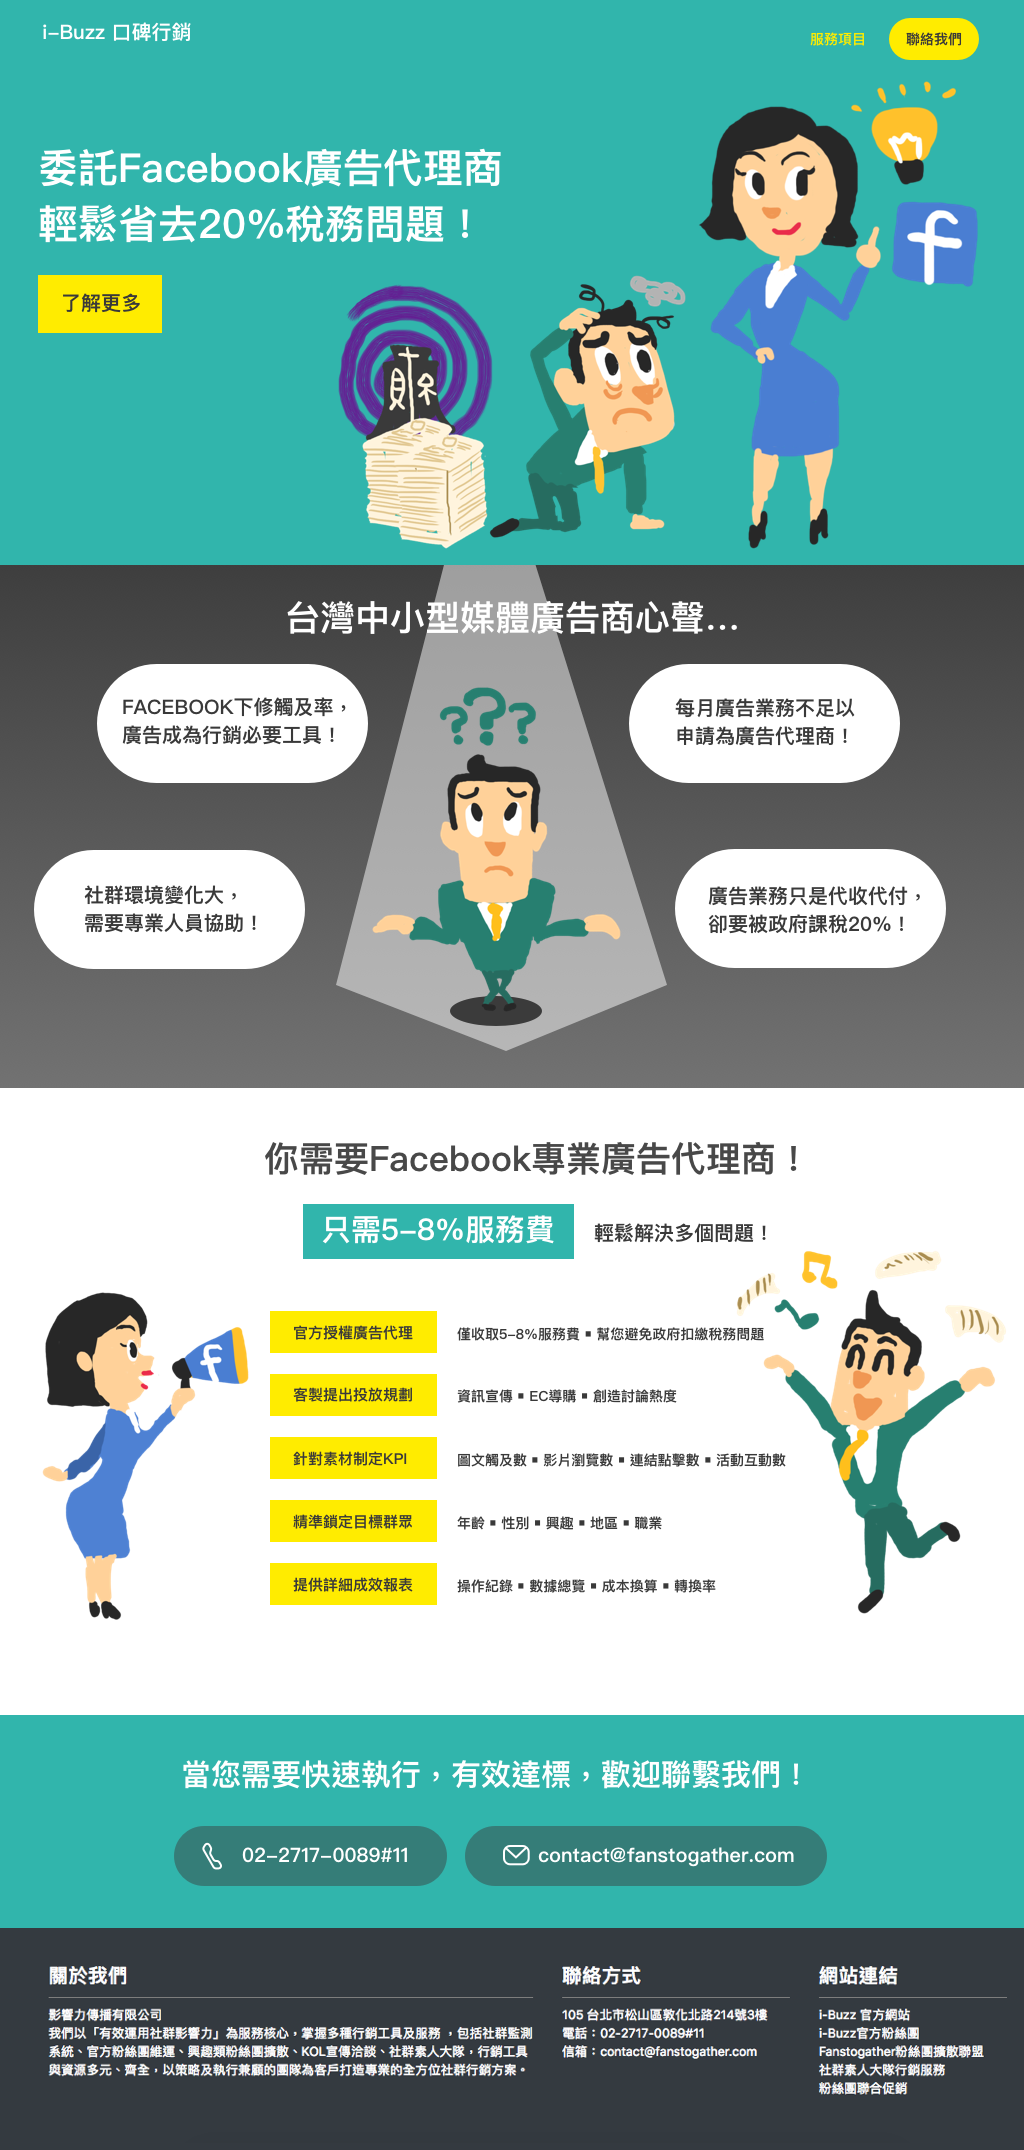 i-Buzz 口碑行銷
服務項目
聯絡我們
委託Facebook廣告代理商
輕鬆省去20%稅務問題！
了解更多
財
台灣中小型媒體廣告商心聲...
FACEBOOK下修觸及率，
廣告成為行銷必要工具！
每月廣告業務不足以
申請為廣告代理商！
???
社群環境變化大，
需要專業人員協助！
廣告業務只是代收代付，
卻要被政府課稅20%！
你需要Facebook專業廣告代理商！
只需5-8%服務費
輕鬆解決多個問題！
官方授權廣告代理
僅收取5-8%服務費▪幫您避免政府扣繳稅務問題
客製提出投放規劃
資訊宣傳▪EC導購▪創造討論熱度
針對素材制定KPI
圖文觸及數▪影片瀏覽數▪連結點擊數▪活動互動數
精準鎖定目標群眾
年齡▪性別▪興趣▪地區▪職業
提供詳細成效報表
操作紀錄▪數據總覽▪成本換算▪轉換率
當您需要快速執行，有效達標，歡迎聯繫我們！
02-2717-0089#11
contact@fanstogather.com
關於我們
影響力傳播有限公司
我們以「有效運用社群影響力」為服務核心，掌握多種行銷工具及服務 ，包括社群監測
系統、官方粉絲團維運、興趣類粉絲團擴散、KOL宣傳洽談、社群素人大隊，行銷工具
與資源多元、齊全，以策略及執行兼顧的團隊為客戶打造專業的全方位社群行銷方案。
聯絡方式
105 台北市松山區敦化北路214號3樓
電話：02-2717-0089#11
信箱：contact@fanstogather.com
網站連結
i-Buzz 官方網站
i-Buzz官方粉絲團
Fanstogather粉絲團擴散聯盟
社群素人大隊行銷服務
粉絲團聯合促銷